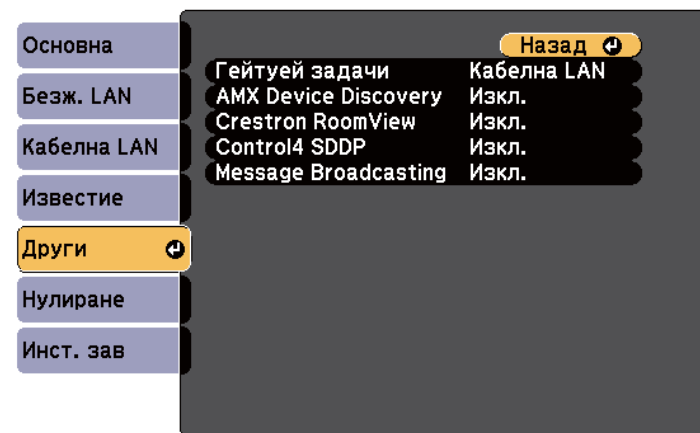 Основна
Безж. LAN
Кабелна LAN
Известие
Други
Нулиране
Инст. зав
Назад
Гейтуей задачи Кабелна LAN
AMX Device Discovery Изкл.
Crestron RoomView Изкл.
Control4 SDDP Изкл.
Message Broadcasting Изкл.